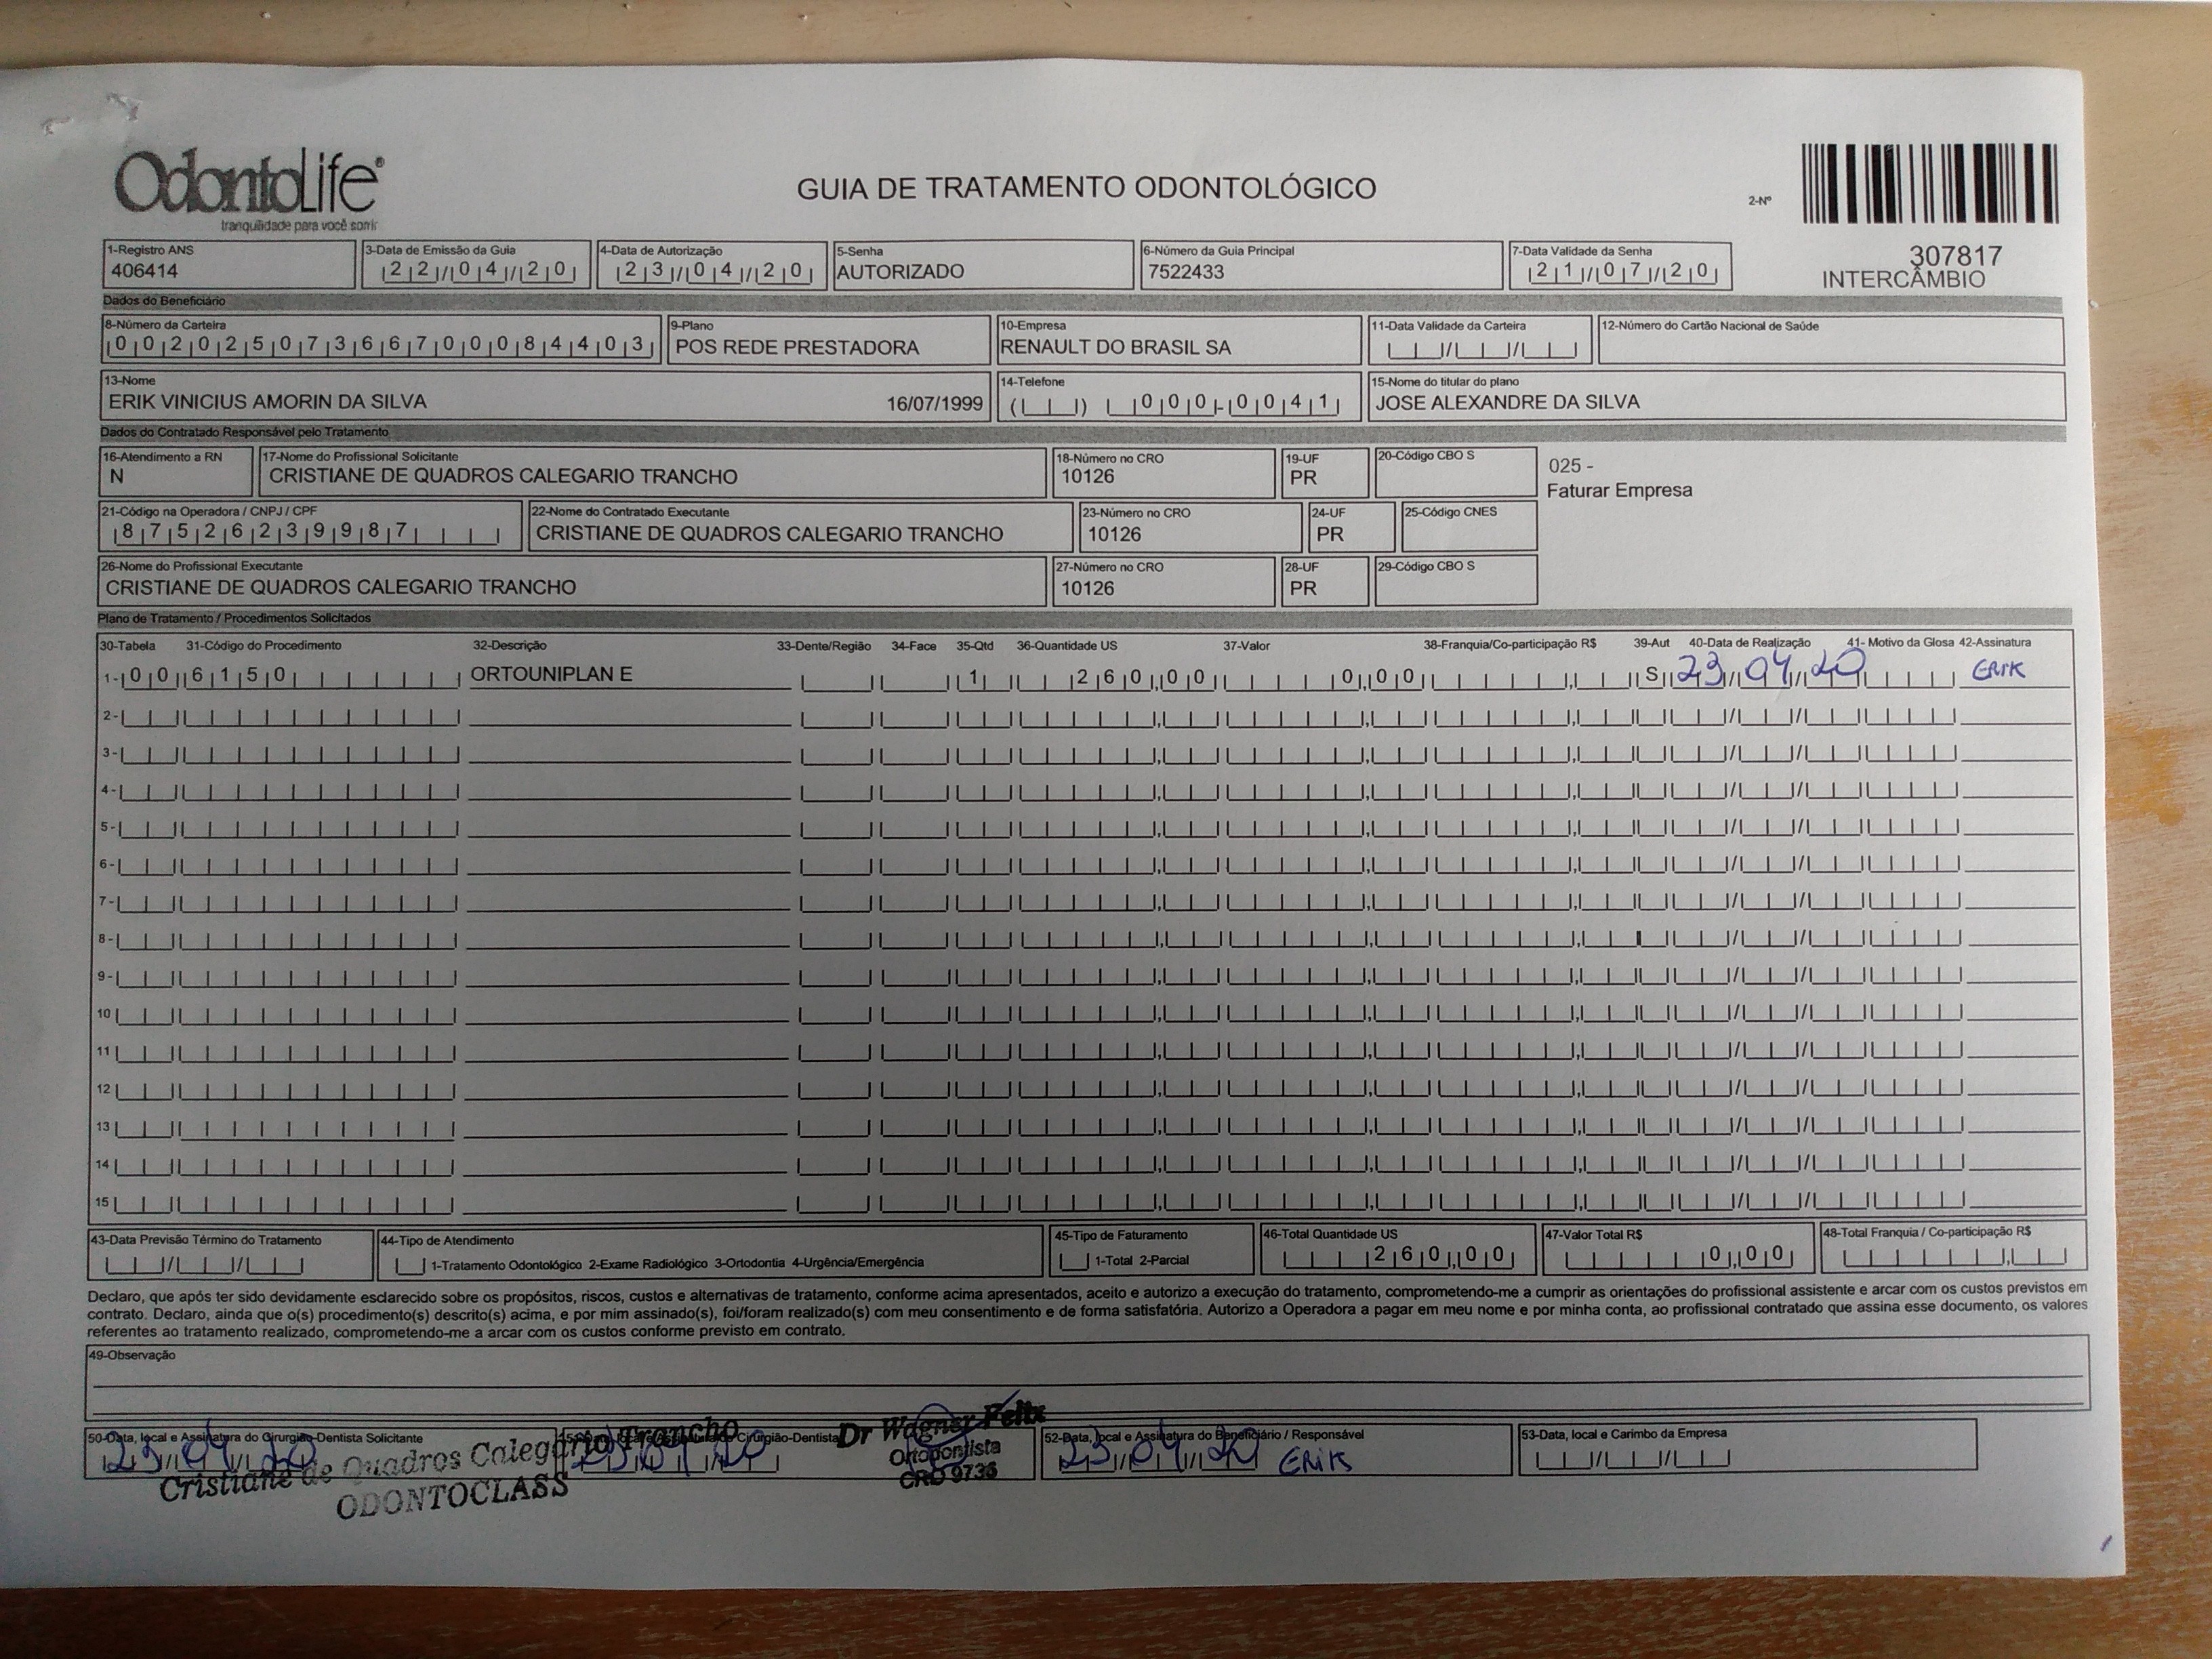 OdontoLife®
tranquilidade para você sorrir
GUIA DE TRATAMENTO ODONTOLÓGICO
2-Nº
307817
INTERCÂMBIO
1-Registro ANS
406414
3-Data de Emissão da Guia
22/04/20
4-Data de Autorização
23/04/20
5-Senha
AUTORIZADO
6-Número da Guia Principal
7522433
7-Data Validade da Senha
21/07/20
Dados do Beneficiário
8-Número da Carteira
00202507366700084403
9-Plano
POS REDE PRESTADORA
10-Empresa
RENAULT DO BRASIL SA
11-Data Validade da Carteira
12-Número do Cartão Nacional de Saúde
13-Nome
ERIK VINICIUS AMORIN DA SILVA 16/07/1999
14-Telefone
( ) 000-0041
15-Nome do titular do plano
JOSE ALEXANDRE DA SILVA
Dados do Contratado Responsável pelo Tratamento
16-Atendimento a RN
N
17-Nome do Profissional Solicitante
CRISTIANE DE QUADROS CALEGARIO TRANCHO
18-Número no CRO
10126
19-UF
PR
20-Código CBO S
025 -
Faturar Empresa
21-Código na Operadora / CNPJ / CPF
87526239987
22-Nome do Contratado Executante
CRISTIANE DE QUADROS CALEGARIO TRANCHO
23-Número no CRO
10126
24-UF
PR
25-Código CNES
26-Nome do Profissional Executante
CRISTIANE DE QUADROS CALEGARIO TRANCHO
27-Número no CRO
10126
28-UF
PR
29-Código CBO S
Plano de Tratamento / Procedimentos Solicitados
30-Tabela 31-Código do Procedimento 32-Descrição 33-Dente/Região 34-Face 35-Qtd 36-Quantidade US 37-Valor 38-Franquia/Co-participação R$ 39-Aut 40-Data de Realização 41- Motivo da Glosa 42-Assinatura
1- 00 6150 ORTOUNIPLAN E 1 260,00 0,00 S 23/04/20 ERIK
2-
3-
4-
5-
6-
7-
8-
9-
10
11
12
13
14
15
43-Data Previsão Término do Tratamento
44-Tipo de Atendimento
1-Tratamento Odontológico 2-Exame Radiológico 3-Ortodontia 4-Urgência/Emergência
45-Tipo de Faturamento
1-Total 2-Parcial
46-Total Quantidade US
260,00
47-Valor Total R$
0,00
48-Total Franquia / Co-participação R$
Declaro, que após ter sido devidamente esclarecido sobre os propósitos, riscos, custos e alternativas de tratamento, conforme acima apresentados, aceito e autorizo a execução do tratamento, comprometendo-me a cumprir as orientações do profissional assistente e arcar com os custos previstos em
contrato. Declaro, ainda que o(s) procedimento(s) descrito(s) acima, e por mim assinado(s), foi/foram realizado(s) com meu consentimento e de forma satisfatória. Autorizo a Operadora a pagar em meu nome e por minha conta, ao profissional contratado que assina esse documento, os valores
referentes ao tratamento realizado, comprometendo-me a arcar com os custos conforme previsto em contrato.
49-Observação
50-Data, local e Assinatura do Cirurgião-Dentista Solicitante
23/04/20
Cristiane de Quadros Calegário Trancho
ODONTOCLASS
Cirurgião-Dentista
23/04/20
Dr Wagner Felix
Ortodontista
CRO 9736
52-Data, local e Assinatura do Beneficiário / Responsável
23/04/20 ERIK
53-Data, local e Carimbo da Empresa